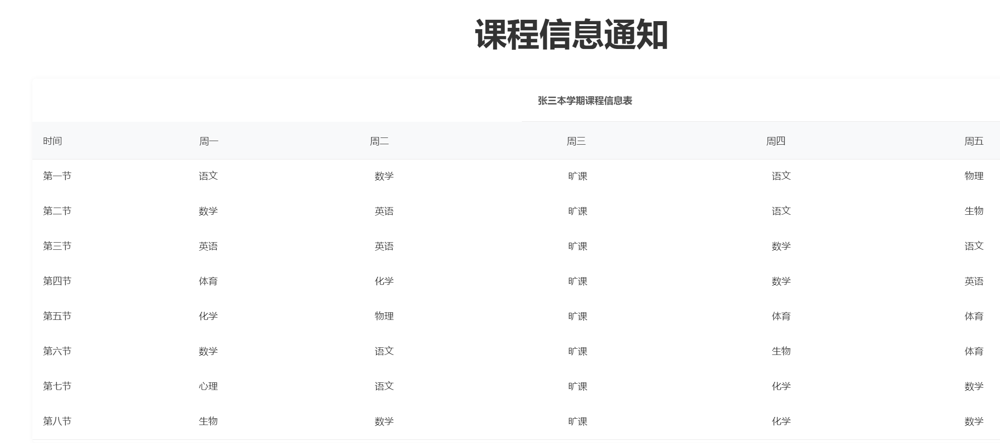 课程信息通知
张三本学期课程信息表
时间 周一 周二 周三 周四 周五
第一节 语文 数学 旷课 语文 物理
第二节 数学 英语 旷课 语文 生物
第三节 英语 英语 旷课 数学 语文
第四节 体育 化学 旷课 数学 英语
第五节 化学 物理 旷课 体育 体育
第六节 数学 语文 旷课 生物 体育
第七节 心理 语文 旷课 化学 数学
第八节 生物 数学 旷课 化学 数学